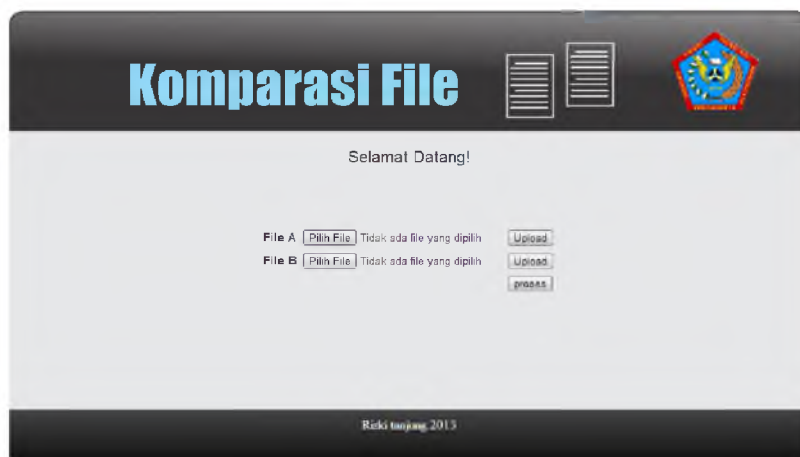 Komparasi File
Selamat Datang!
File A Pilih File Tidak ada file yang dipilih Upload
File B Pilih File Tidak ada file yang dipilih Upload
proses
Rizki tanjung 2013